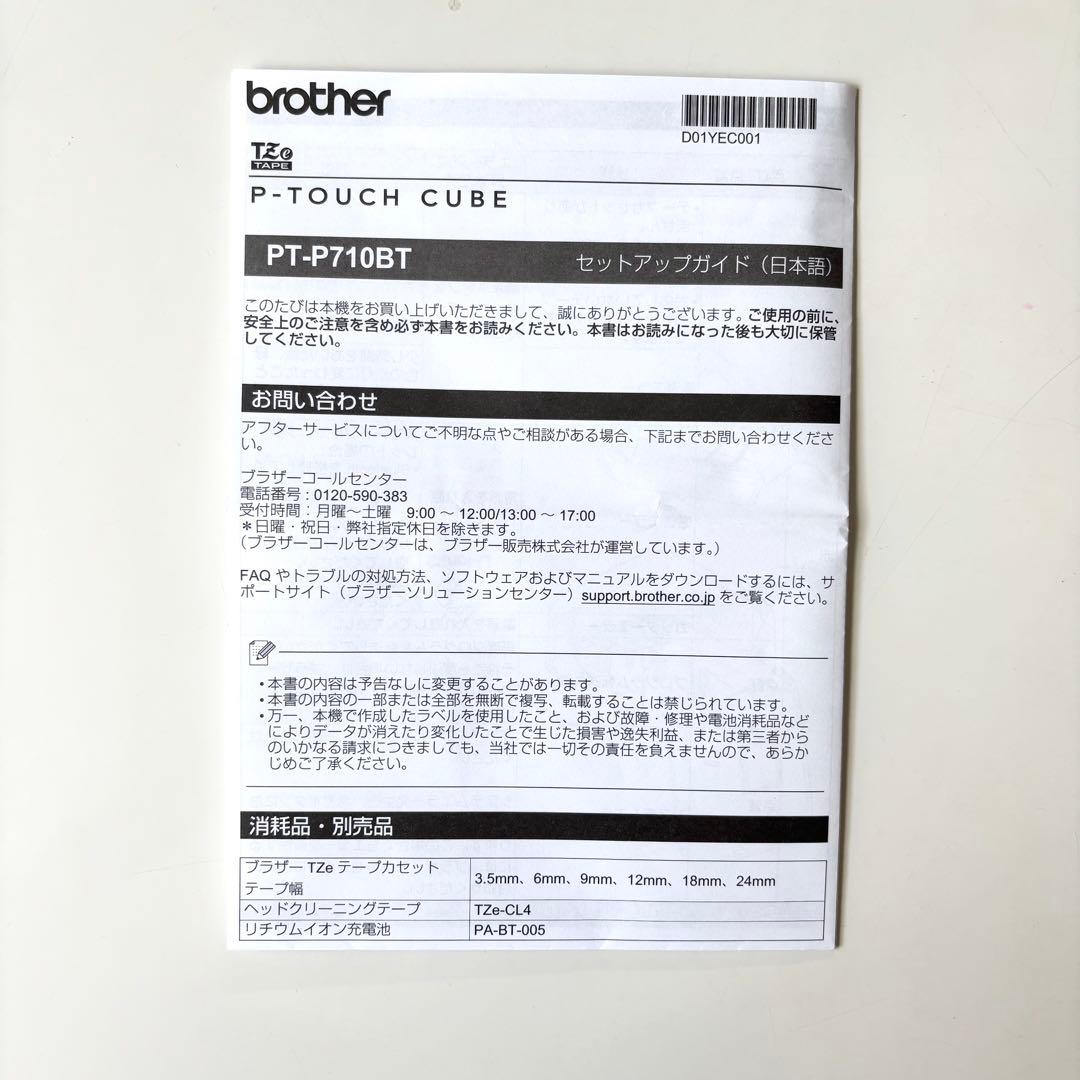 brother
D01YEC001
TZe
TAPE
P-TOUCH CUBE
PT-P710BT
セットアップガイド（日本語）
このたびは本機をお買い上げいただきまして、誠にありがとうございます。ご使用の前に、
安全上のご注意を含め必ず本書をお読みください。本書はお読みになった後も大切に保管
してください。
お問い合わせ
アフターサービスについてご不明な点やご相談がある場合、下記までお問い合わせくださ
い。
ブラザーコールセンター
電話番号：0120-590-383
受付時間：月曜～土曜　9:00 ～ 12:00/13:00 ～ 17:00
＊日曜・祝日・弊社指定休日を除きます。
（ブラザーコールセンターは、ブラザー販売株式会社が運営しています。）
FAQ やトラブルの対処方法、ソフトウェアおよびマニュアルをダウンロードするには、サ
ポートサイト（ブラザーソリューションセンター）support.brother.co.jp をご覧ください。
・本書の内容は予告なしに変更することがあります。
・本書の内容の一部または全部を無断で複写、転載することは禁じられています。
・万一、本機で作成したラベルを使用したこと、および故障・修理や電池消耗品など
によりデータが消えたり変化したことで生じた損害や逸失利益、または第三者から
のいかなる請求につきましても、当社では一切その責任を負えませんので、あらか
じめご了承ください。
消耗品・別売品
ブラザー TZe テープカセット
テープ幅
3.5mm、6mm、9mm、12mm、18mm、24mm
ヘッドクリーニングテープ
TZe-CL4
リチウムイオン充電池
PA-BT-005